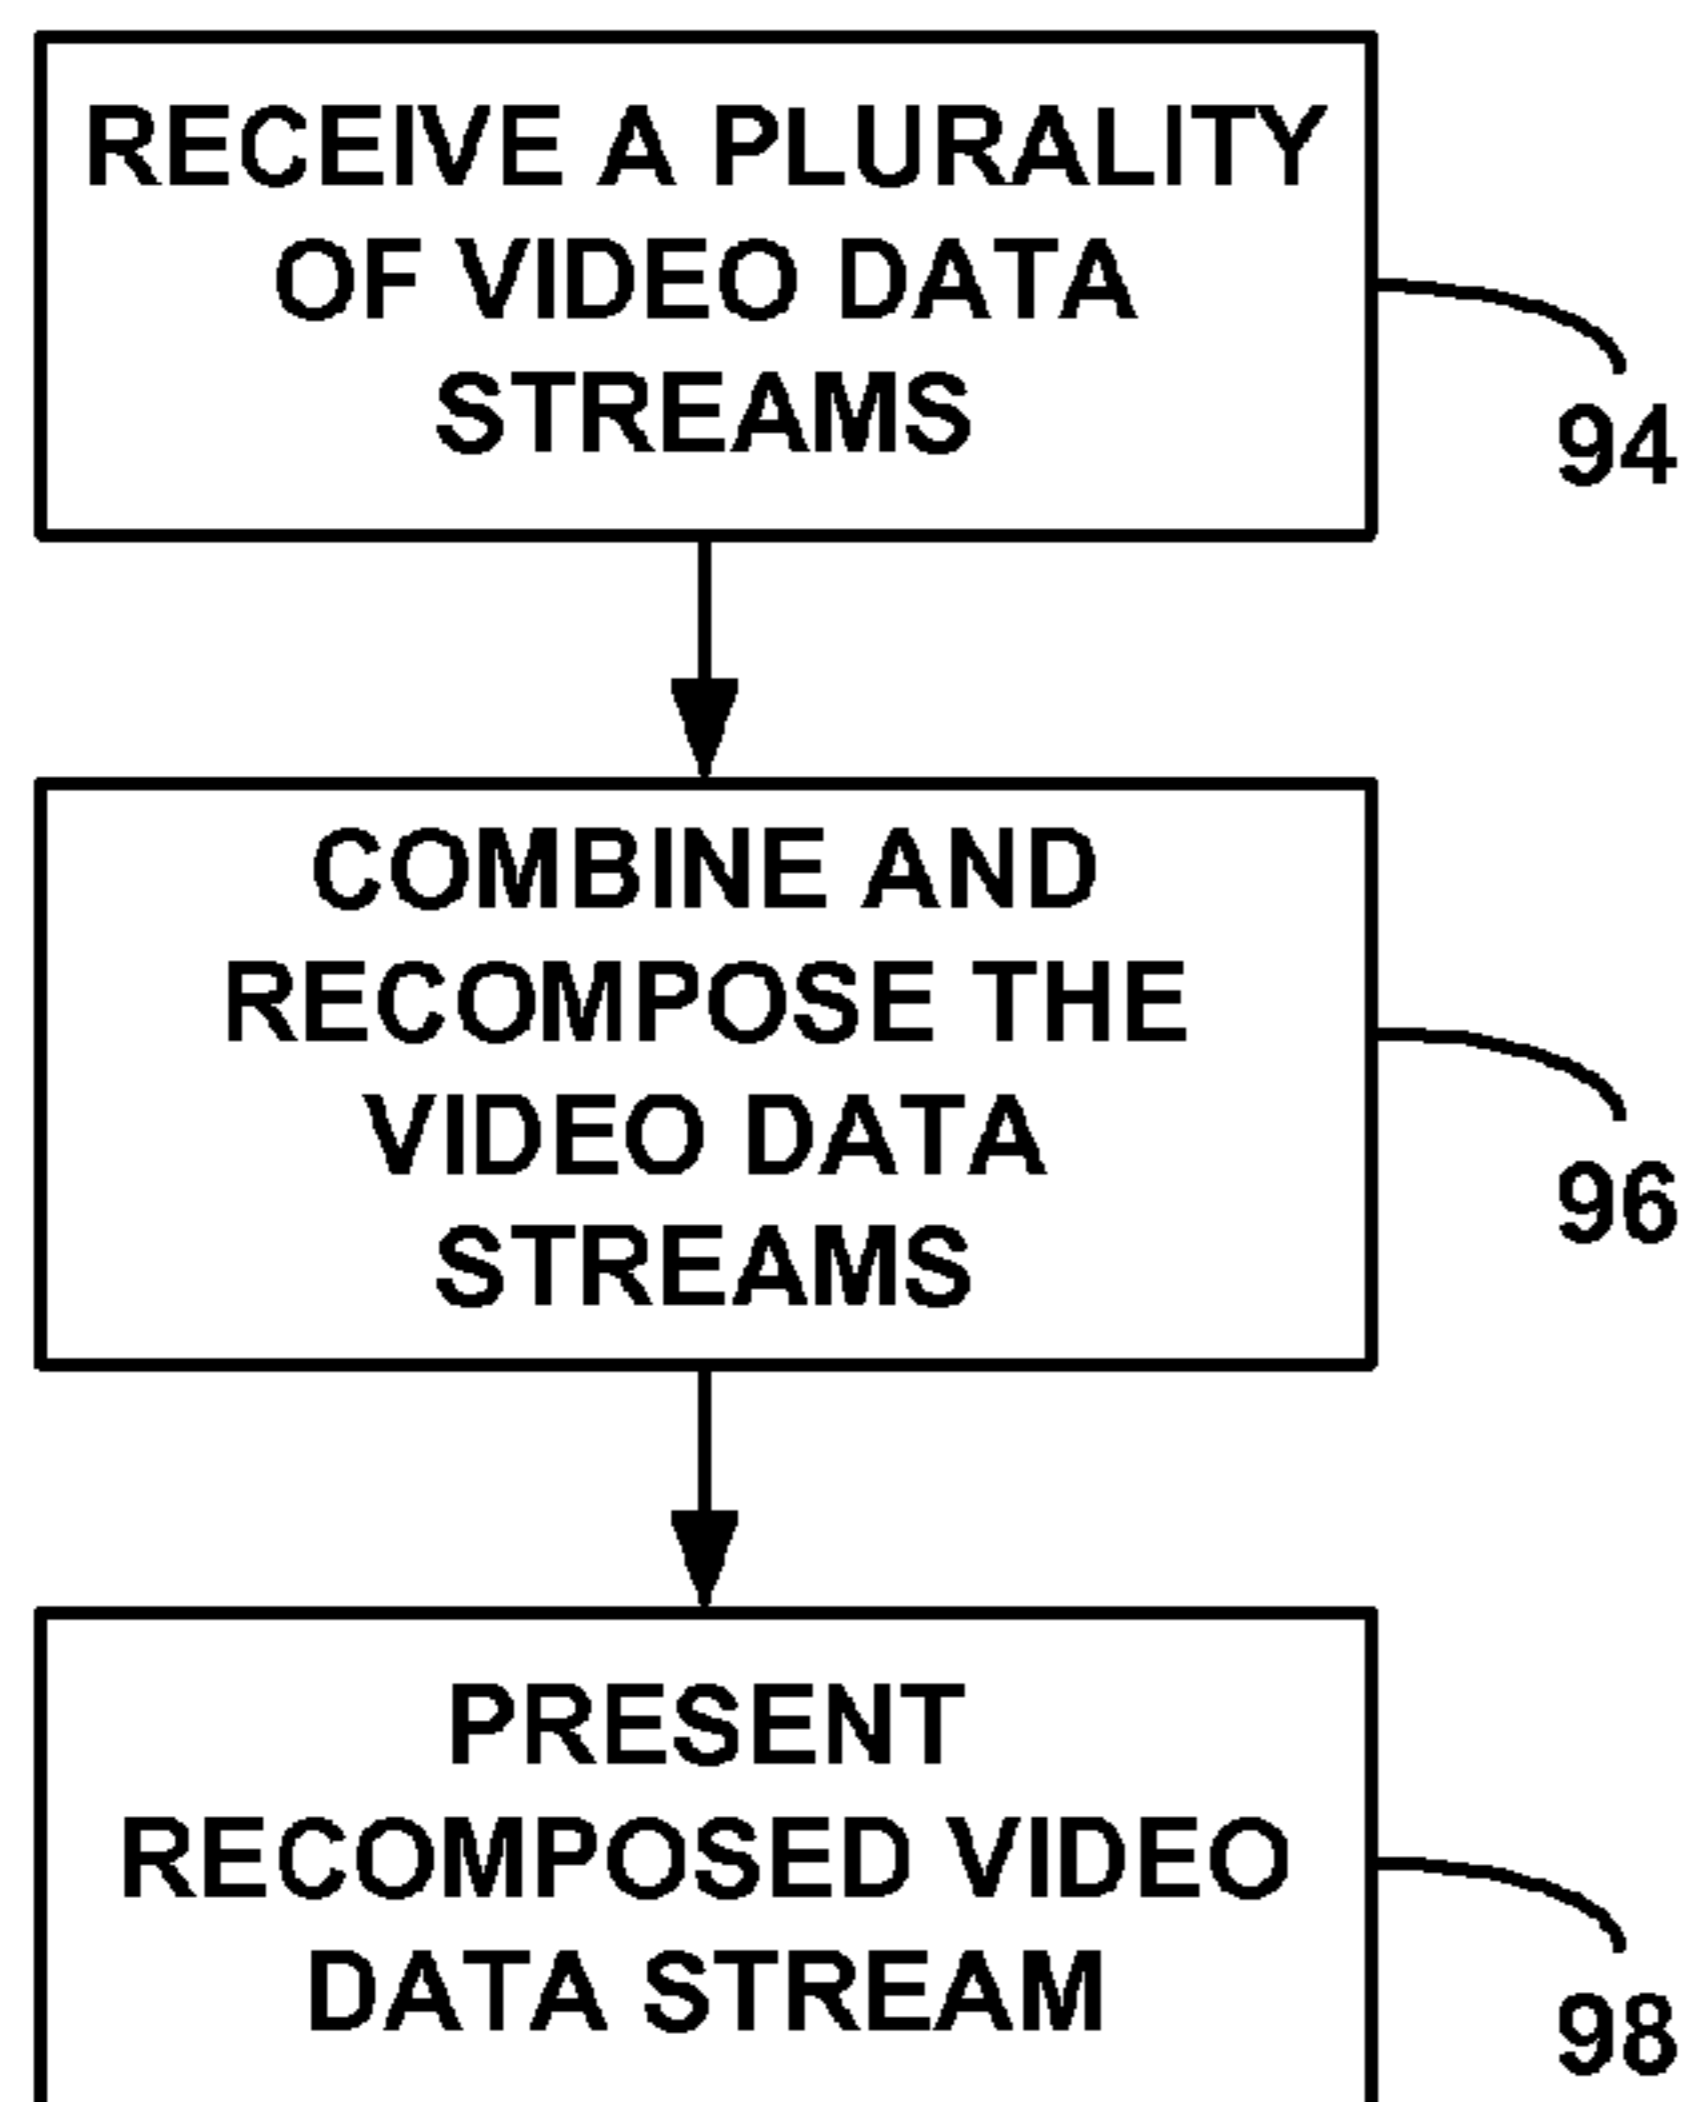 RECEIVE A PLURALITY
OF VIDEO DATA
STREAMS
94
COMBINE AND
RECOMPOSE THE
VIDEO DATA
STREAMS
96
PRESENT
RECOMPOSED VIDEO
DATA STREAM
98